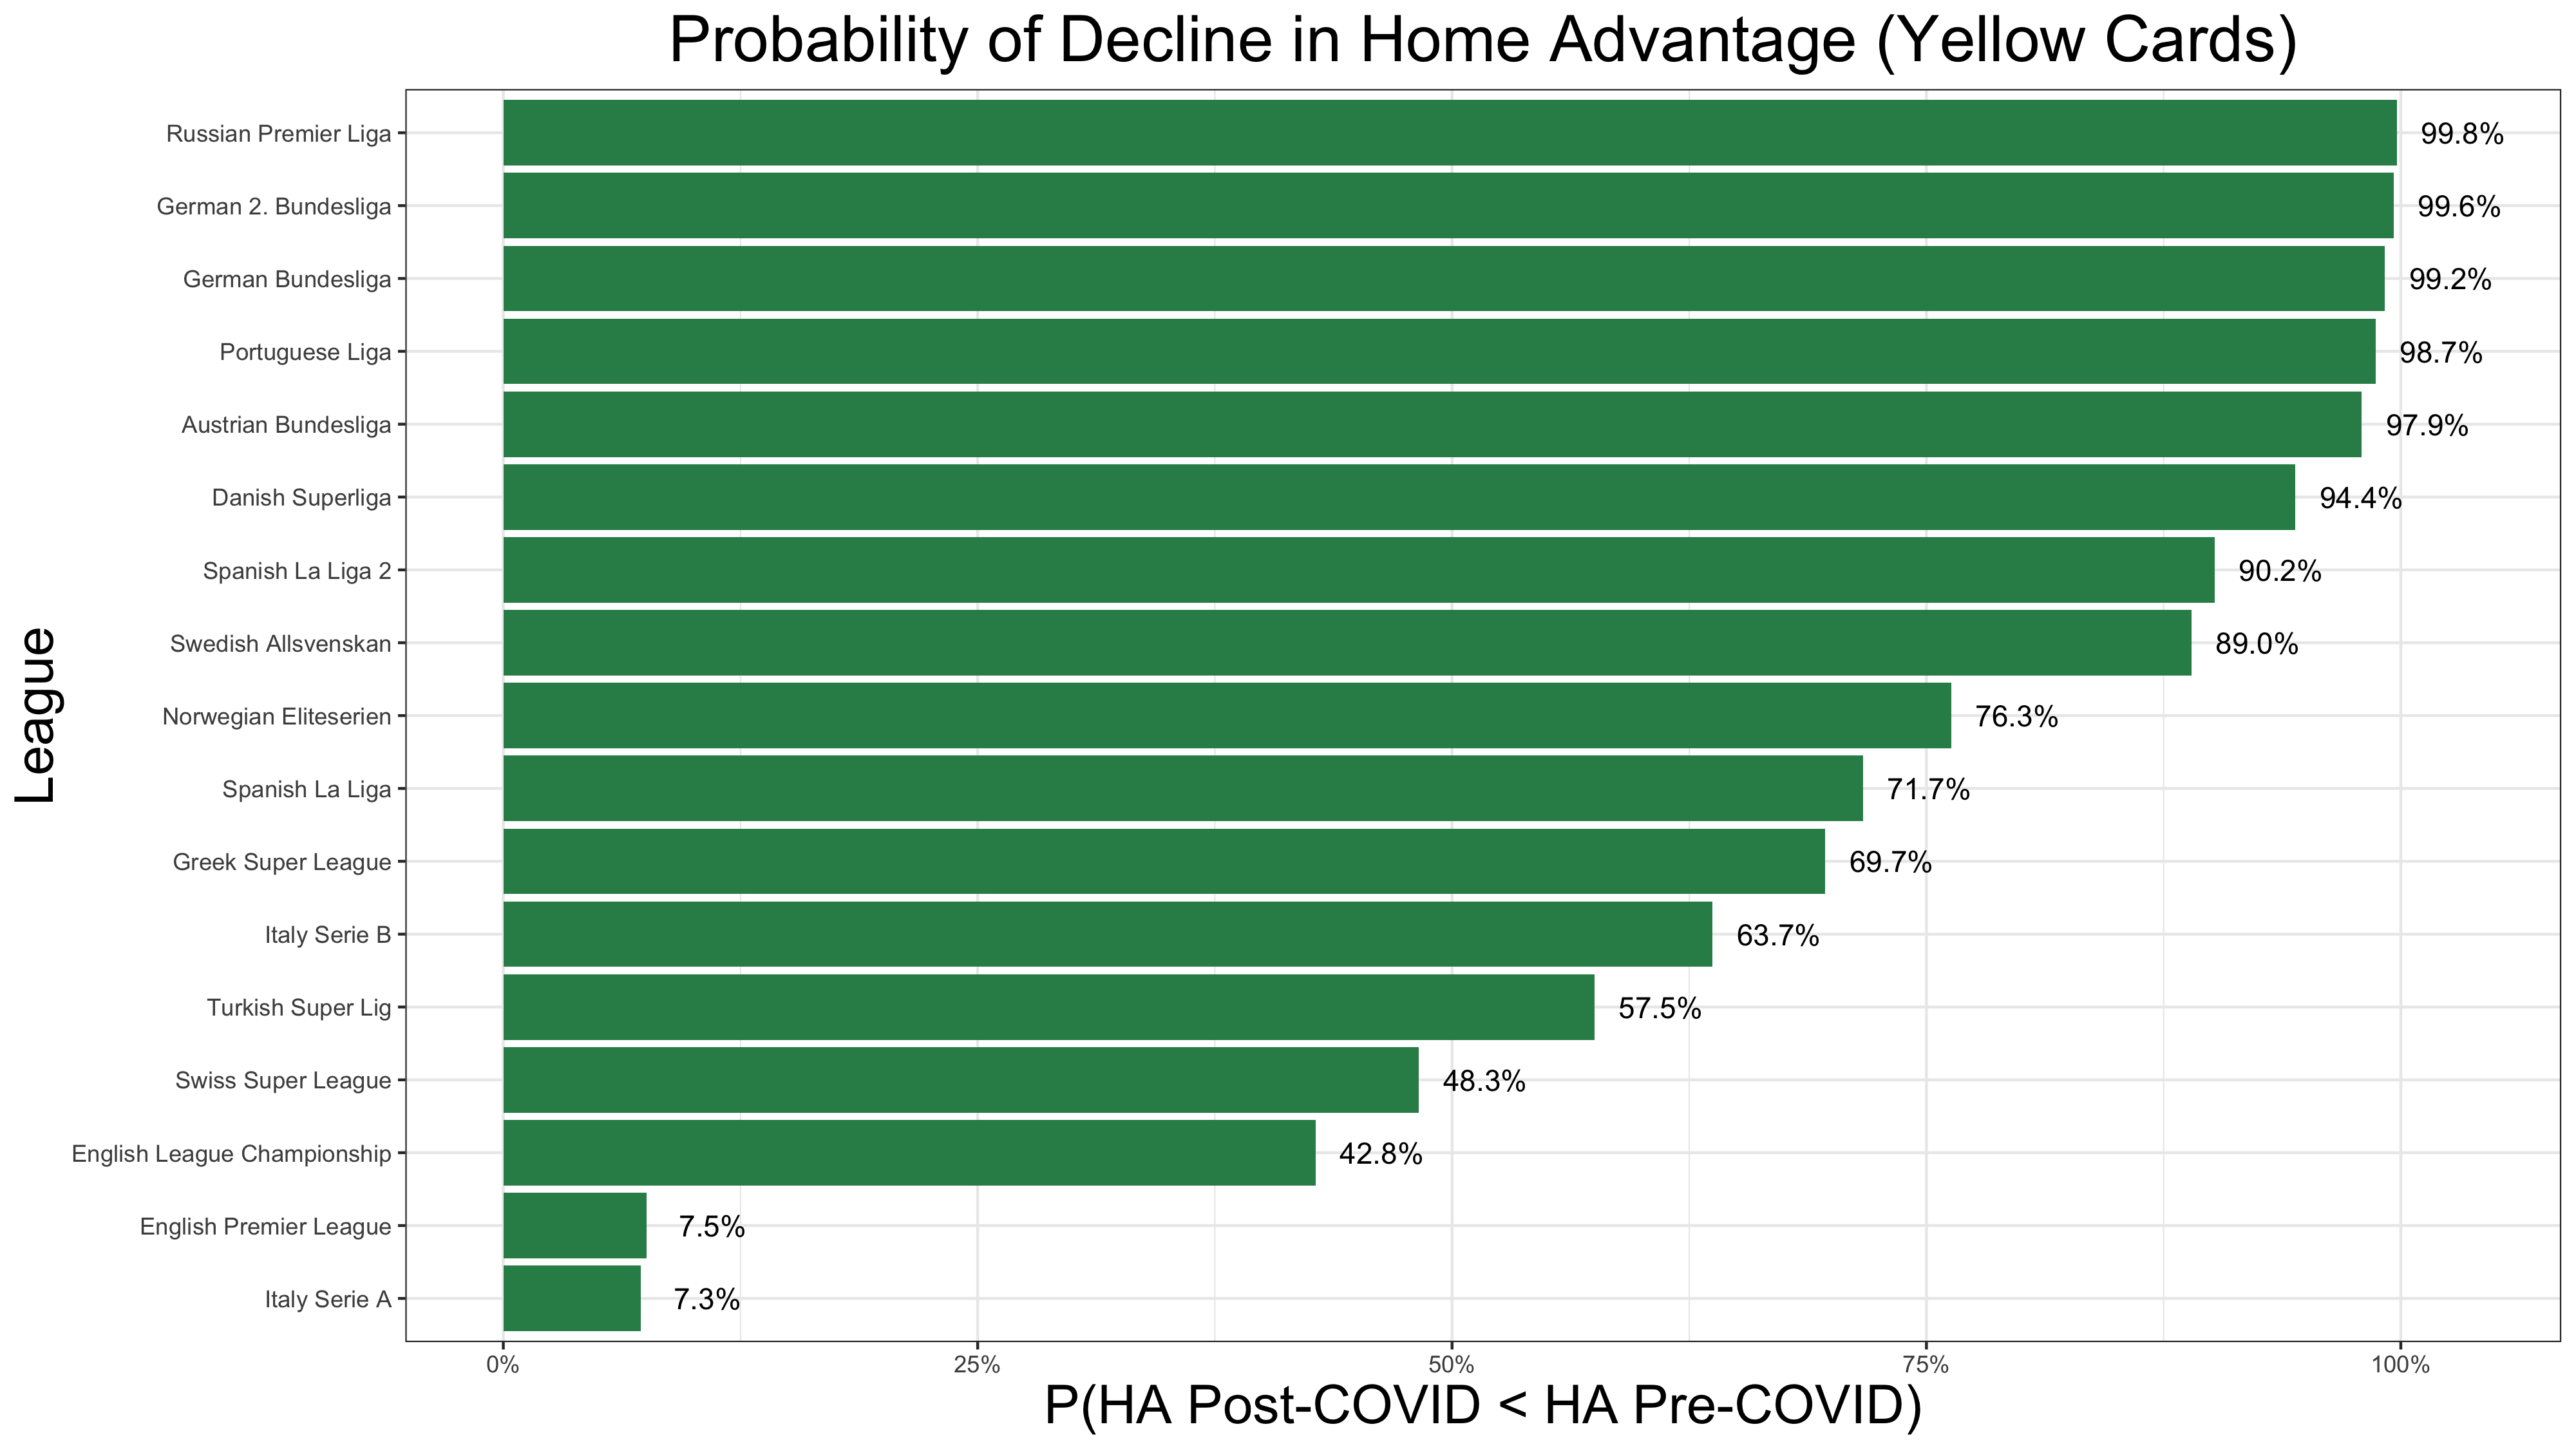 Probability of Decline in Home Advantage (Yellow Cards)
League
Russian Premier Liga 99.8%
German 2. Bundesliga 99.6%
German Bundesliga 99.2%
Portuguese Liga 98.7%
Austrian Bundesliga 97.9%
Danish Superliga 94.4%
Spanish La Liga 2 90.2%
Swedish Allsvenskan 89.0%
Norwegian Eliteserien 76.3%
Spanish La Liga 71.7%
Greek Super League 69.7%
Italy Serie B 63.7%
Turkish Super Lig 57.5%
Swiss Super League 48.3%
English League Championship 42.8%
English Premier League 7.5%
Italy Serie A 7.3%
0% 25% 50% 75% 100%
P(HA Post-COVID < HA Pre-COVID)